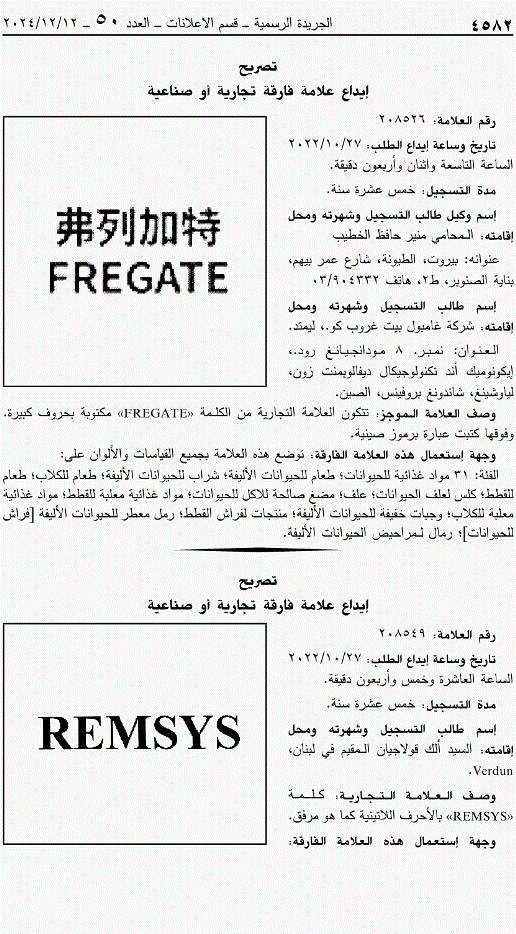 ٤٥٨٢ الجريدة الرسمية ـ قسم الاعلانات ـ العدد ٥٠ ـ ٢٠٢٤/١٢/١٢
تصريح
إيداع علامة فارقة تجارية أو صناعية
رقم العلامة: ٢٠٨٥٢٦
تاريخ وساعة إيداع الطلب: ٢٠٢٢/١٠/٢٧
الساعة التاسعة واثنان وأربعون دقيقة.
مدة التسجيل: خمس عشرة سنة.
إسم وكيل طالب التسجيل وشهرته ومحل
إقامته: المحامي منير حافظ الخطيب
عنوانه: بيروت، الطيونة، شارع عمر بيهم،
بناية الصنوبر، ط٢، هاتف ٠٣/٩٠٤٣٣٢
إسم طالب التسجيل وشهرته ومحل
إقامته: شركة غامبول بيت غروب كو.، ليمتد.
العنوان: نمبر. ٨ مودانجيانغ رود.،
إيكونوميك أند تكنولوجيكال ديفالوبمنت زون،
لياوشينغ، شاندونغ بروفينس، الصين.
弗列加特
FREGATE
وصف العلامة الموجز: تتكون العلامة التجارية من الكلمة «FREGATE» مكتوبة بحروف كبيرة.
وفوقها كتبت عبارة برموز صينية.
وجهة إستعمال هذه العلامة الفارقة: توضع هذه العلامة بجميع القياسات والألوان على:
الفئة: ٣١ مواد غذائية للحيوانات؛ طعام للحيوانات الأليفة؛ شراب للحيوانات الأليفة؛ طعام للكلاب؛ طعام
للقطط؛ كلس لعلف الحيوانات؛ علف؛ مضغ صالحة للاكل للحيوانات؛ مواد غذائية معلبة للقطط؛ مواد غذائية
معلبة للكلاب؛ وجبات خفيفة للحيوانات الأليفة؛ منتجات لفراش القطط؛ رمل معطر للحيوانات الأليفة [فراش
للحيوانات]؛ رمال لمراحيض الحيوانات الأليفة.
تصريح
إيداع علامة فارقة تجارية أو صناعية
رقم العلامة: ٢٠٨٥٤٩
تاريخ وساعة إيداع الطلب: ٢٠٢٢/١٠/٢٧
الساعة العاشرة وخمس وأربعون دقيقة.
مدة التسجيل: خمس عشرة سنة.
إسم طالب التسجيل وشهرته ومحل
إقامته: السيد ألك قولاجيان المقيم في لبنان،
Verdun.
وصف العلامة التجارية: كلمة
«REMSYS» بالأحرف اللاتينية كما هو مرفق.
وجهة إستعمال هذه العلامة الفارقة:
REMSYS